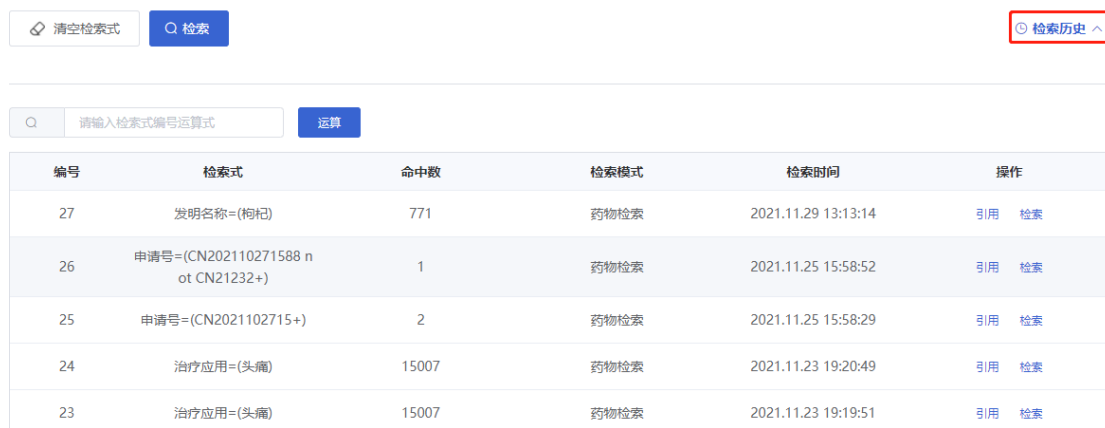 清空检索式 检索 检索历史
请输入检索式编号运算式 运算
编号 检索式 命中数 检索模式 检索时间 操作
27 发明名称=(枸杞) 771 药物检索 2021.11.29 13:13:14 引用 检索
26 申请号=(CN202110271588 n
ot CN21232+) 1 药物检索 2021.11.25 15:58:52 引用 检索
25 申请号=(CN2021102715+) 2 药物检索 2021.11.25 15:58:29 引用 检索
24 治疗应用=(头痛) 15007 药物检索 2021.11.23 19:20:49 引用 检索
23 治疗应用=(头痛) 15007 药物检索 2021.11.23 19:19:51 引用 检索